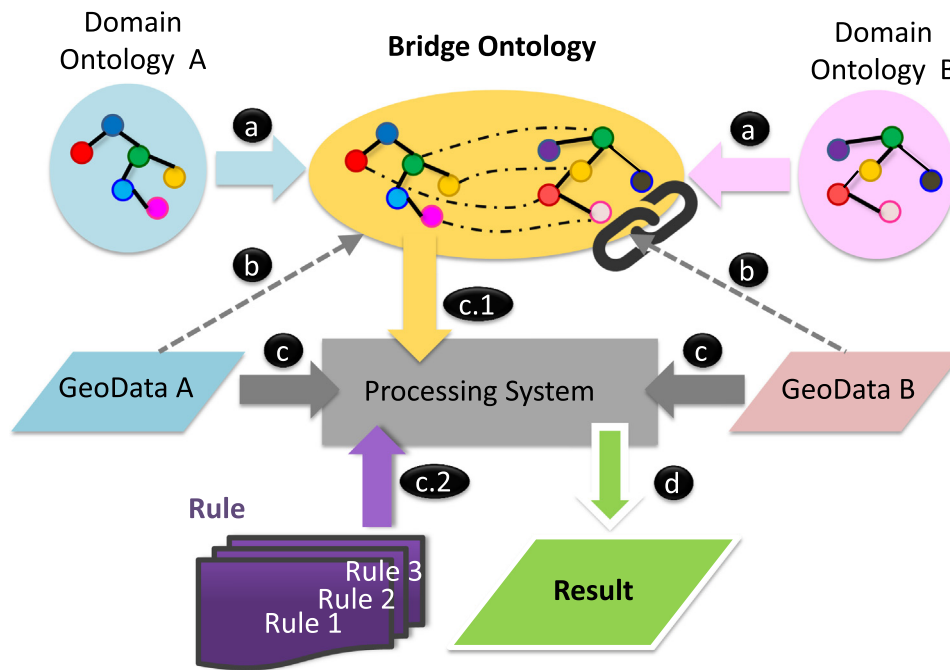 Domain
Ontology A
Bridge Ontology
Domain
Ontology B
a
a
b
b
c.1
c
c
GeoData A
Processing System
GeoData B
c.2
d
Rule
Rule 3
Rule 2
Rule 1
Result